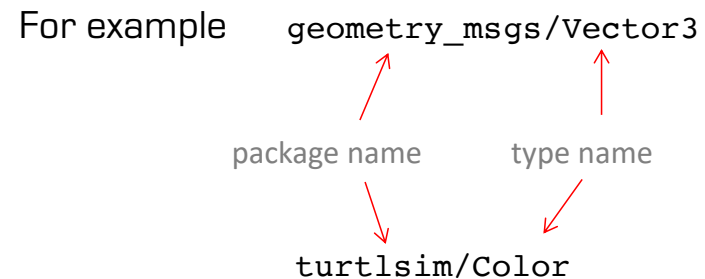 For example geometry_msgs/Vector3
package name type name
turtlsim/Color